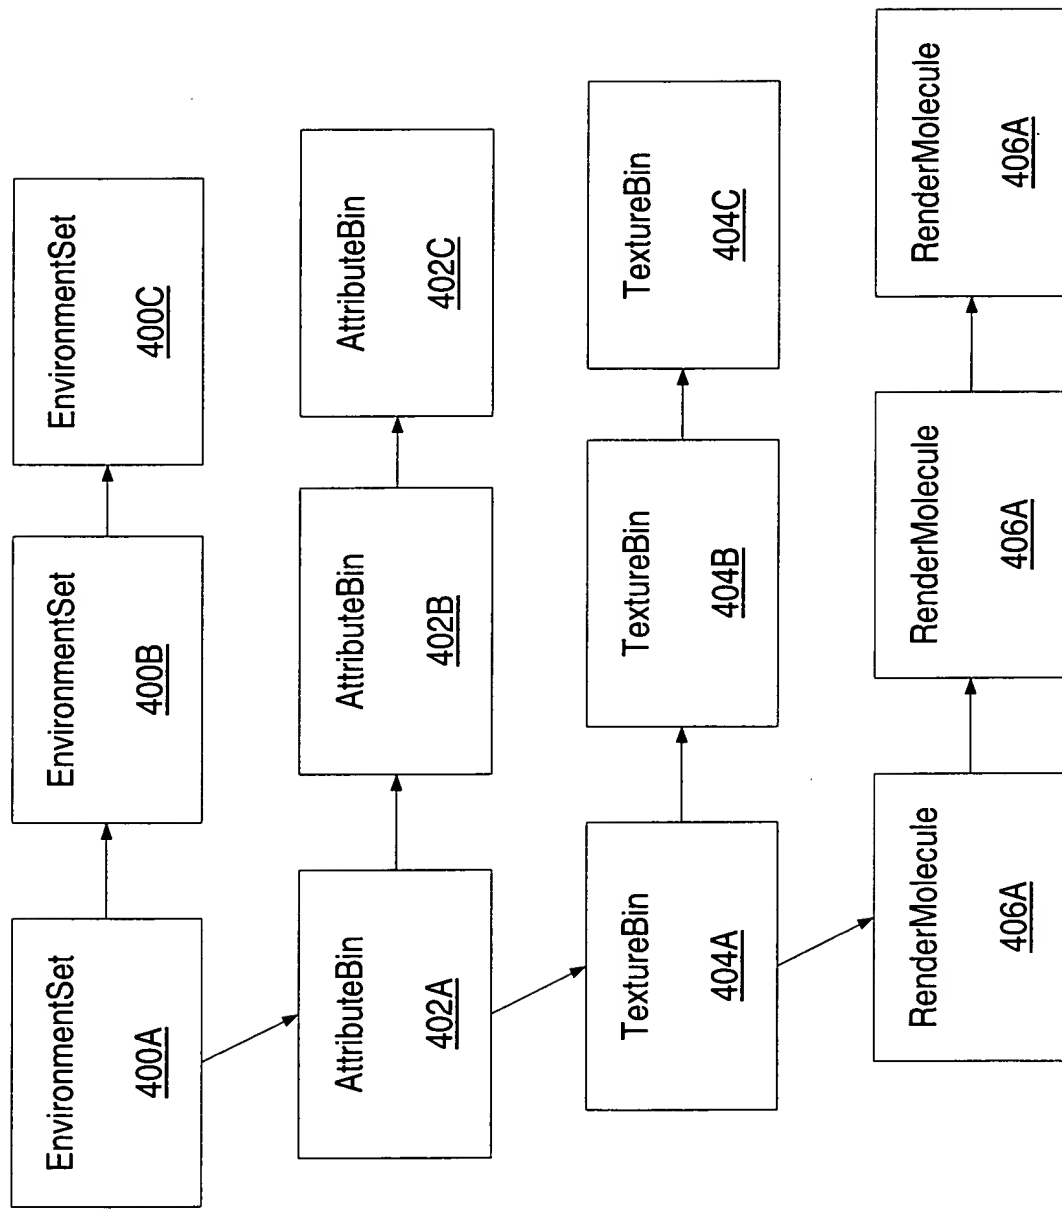 EnvironmentSet
400A
EnvironmentSet
400B
EnvironmentSet
400C
AttributeBin
402A
AttributeBin
402B
AttributeBin
402C
TextureBin
404A
TextureBin
404B
TextureBin
404C
RenderMolecule
406A
RenderMolecule
406A
RenderMolecule
406A